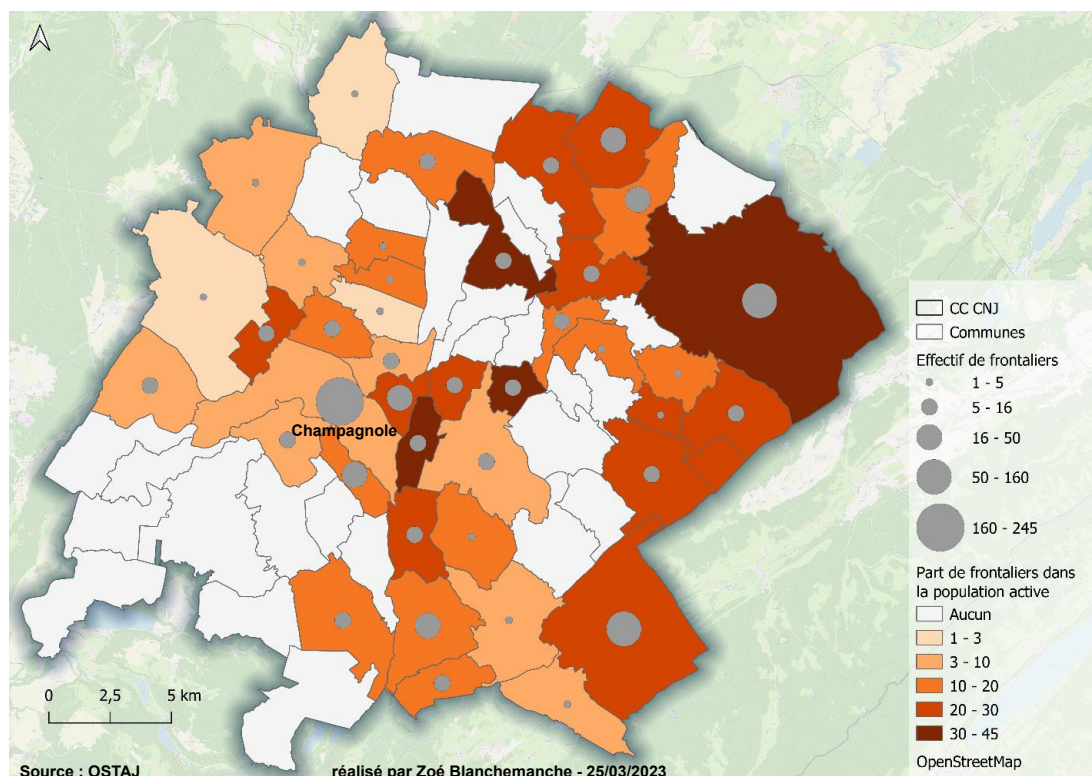 Champagnole
CC CNJ
Communes
Effectif de frontaliers
1 - 5
5 - 16
16 - 50
50 - 160
160 - 245
Part de frontaliers dans
la population active
Aucun
1 - 3
3 - 10
10 - 20
20 - 30
30 - 45
OpenStreetMap
0 2,5 5 km
Source : OSTAJ réalisé par Zoé Blanchemanche - 25/03/2023